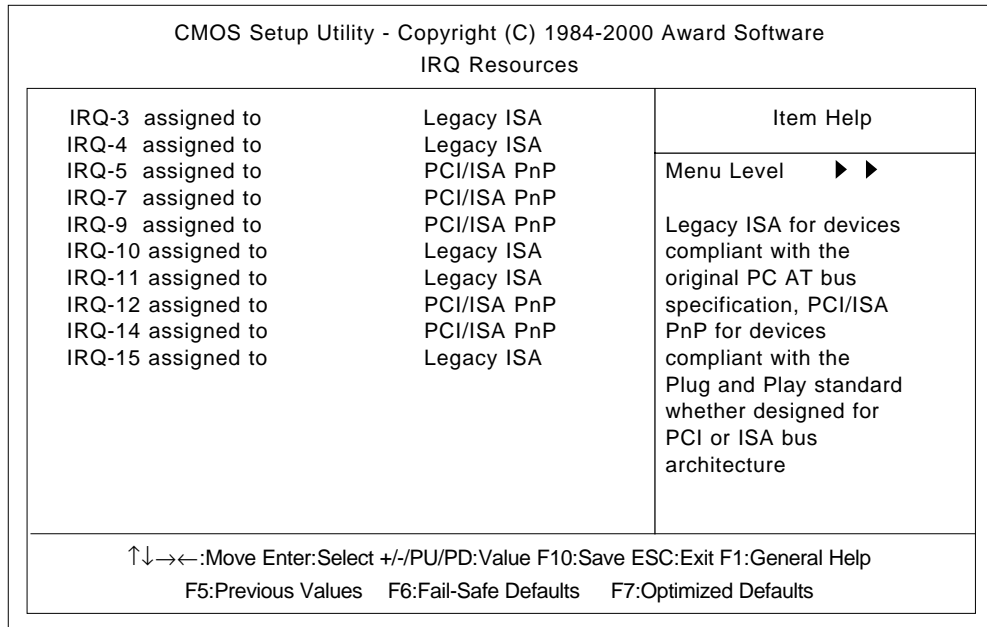 CMOS Setup Utility - Copyright (C) 1984-2000 Award Software
IRQ Resources
IRQ-3 assigned to Legacy ISA
IRQ-4 assigned to Legacy ISA
IRQ-5 assigned to PCI/ISA PnP
IRQ-7 assigned to PCI/ISA PnP
IRQ-9 assigned to PCI/ISA PnP
IRQ-10 assigned to Legacy ISA
IRQ-11 assigned to Legacy ISA
IRQ-12 assigned to PCI/ISA PnP
IRQ-14 assigned to PCI/ISA PnP
IRQ-15 assigned to Legacy ISA
Item Help
Menu Level ▶ ▶
Legacy ISA for devices
compliant with the
original PC AT bus
specification, PCI/ISA
PnP for devices
compliant with the
Plug and Play standard
whether designed for
PCI or ISA bus
architecture
↑↓→←:Move Enter:Select +/-/PU/PD:Value F10:Save ESC:Exit F1:General Help
F5:Previous Values F6:Fail-Safe Defaults F7:Optimized Defaults